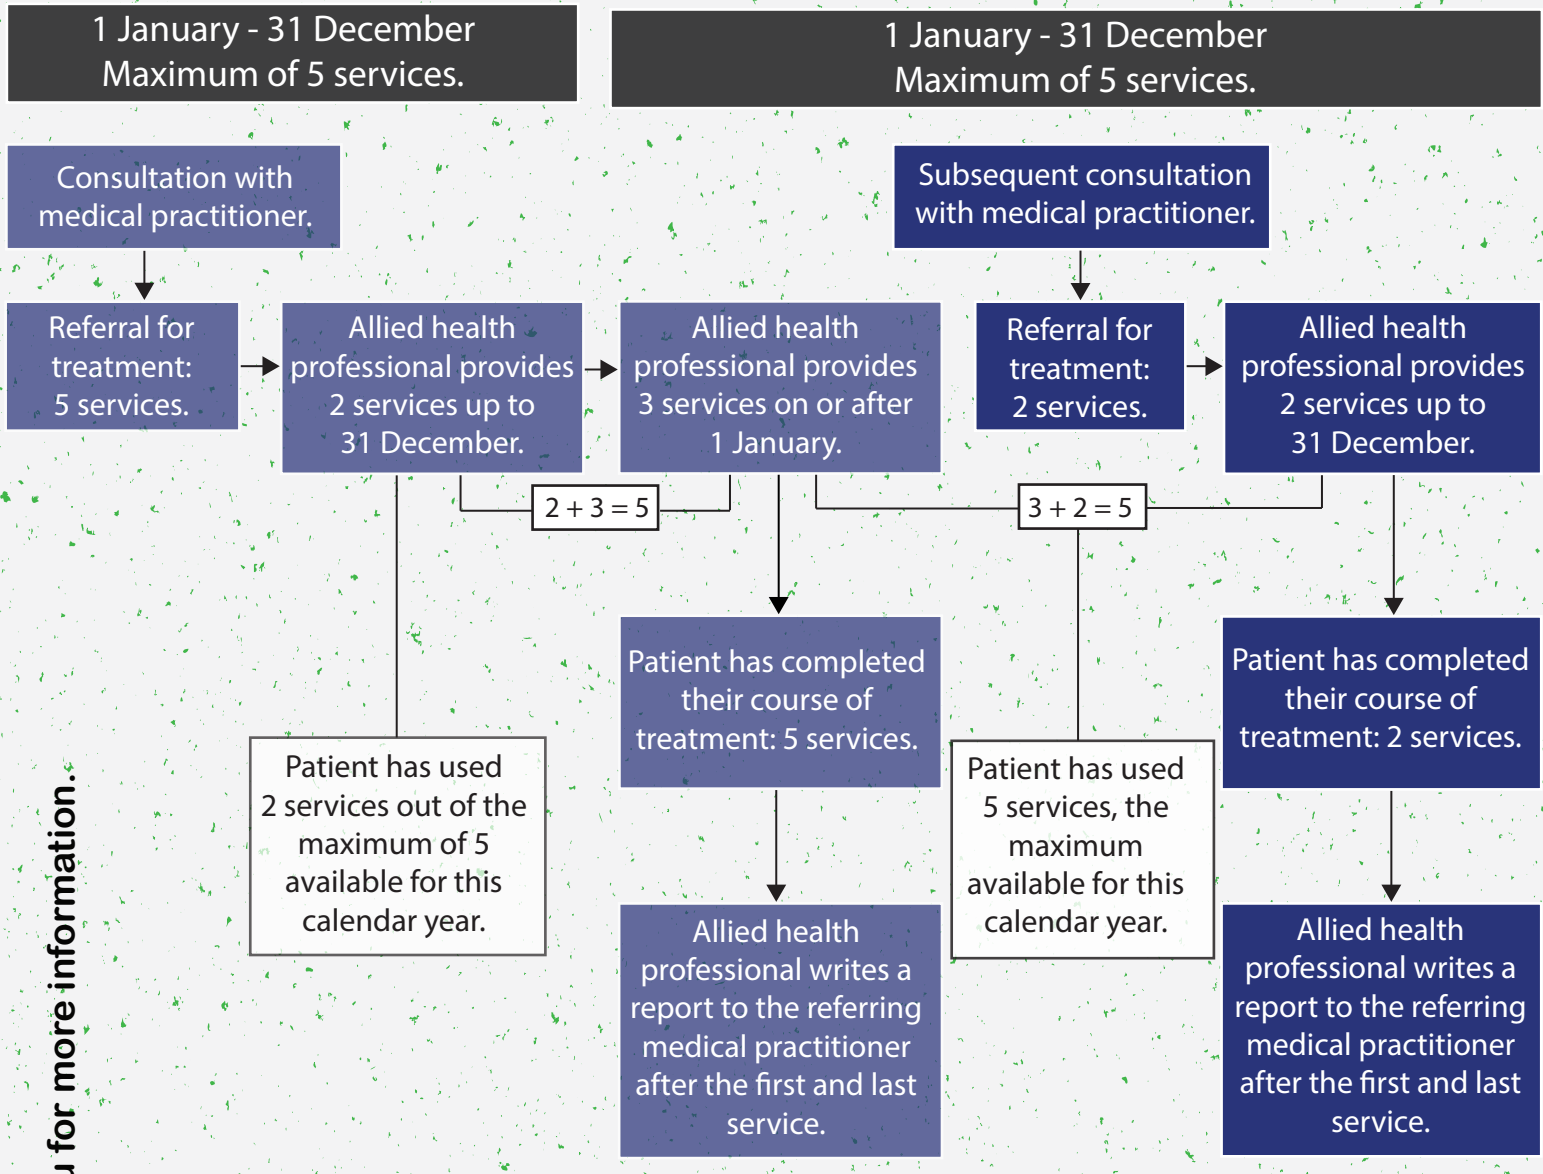 1 January - 31 December
Maximum of 5 services.
1 January - 31 December
Maximum of 5 services.
Consultation with
medical practitioner.
Subsequent consultation
with medical practitioner.
Referral for
treatment:
5 services.
Allied health
professional provides
2 services up to
31 December.
Allied health
professional provides
3 services on or after
1 January.
Referral for
treatment:
2 services.
Allied health
professional provides
2 services up to
31 December.
2 + 3 = 5
3 + 2 = 5
Patient has used
2 services out of the
maximum of 5
available for this
calendar year.
Patient has completed
their course of
treatment: 5 services.
Patient has used
5 services, the
maximum
available for this
calendar year.
Patient has completed
their course of
treatment: 2 services.
Allied health
professional writes a
report to the referring
medical practitioner
after the first and last
service.
Allied health
professional writes a
report to the referring
medical practitioner
after the first and last
service.
for more information.